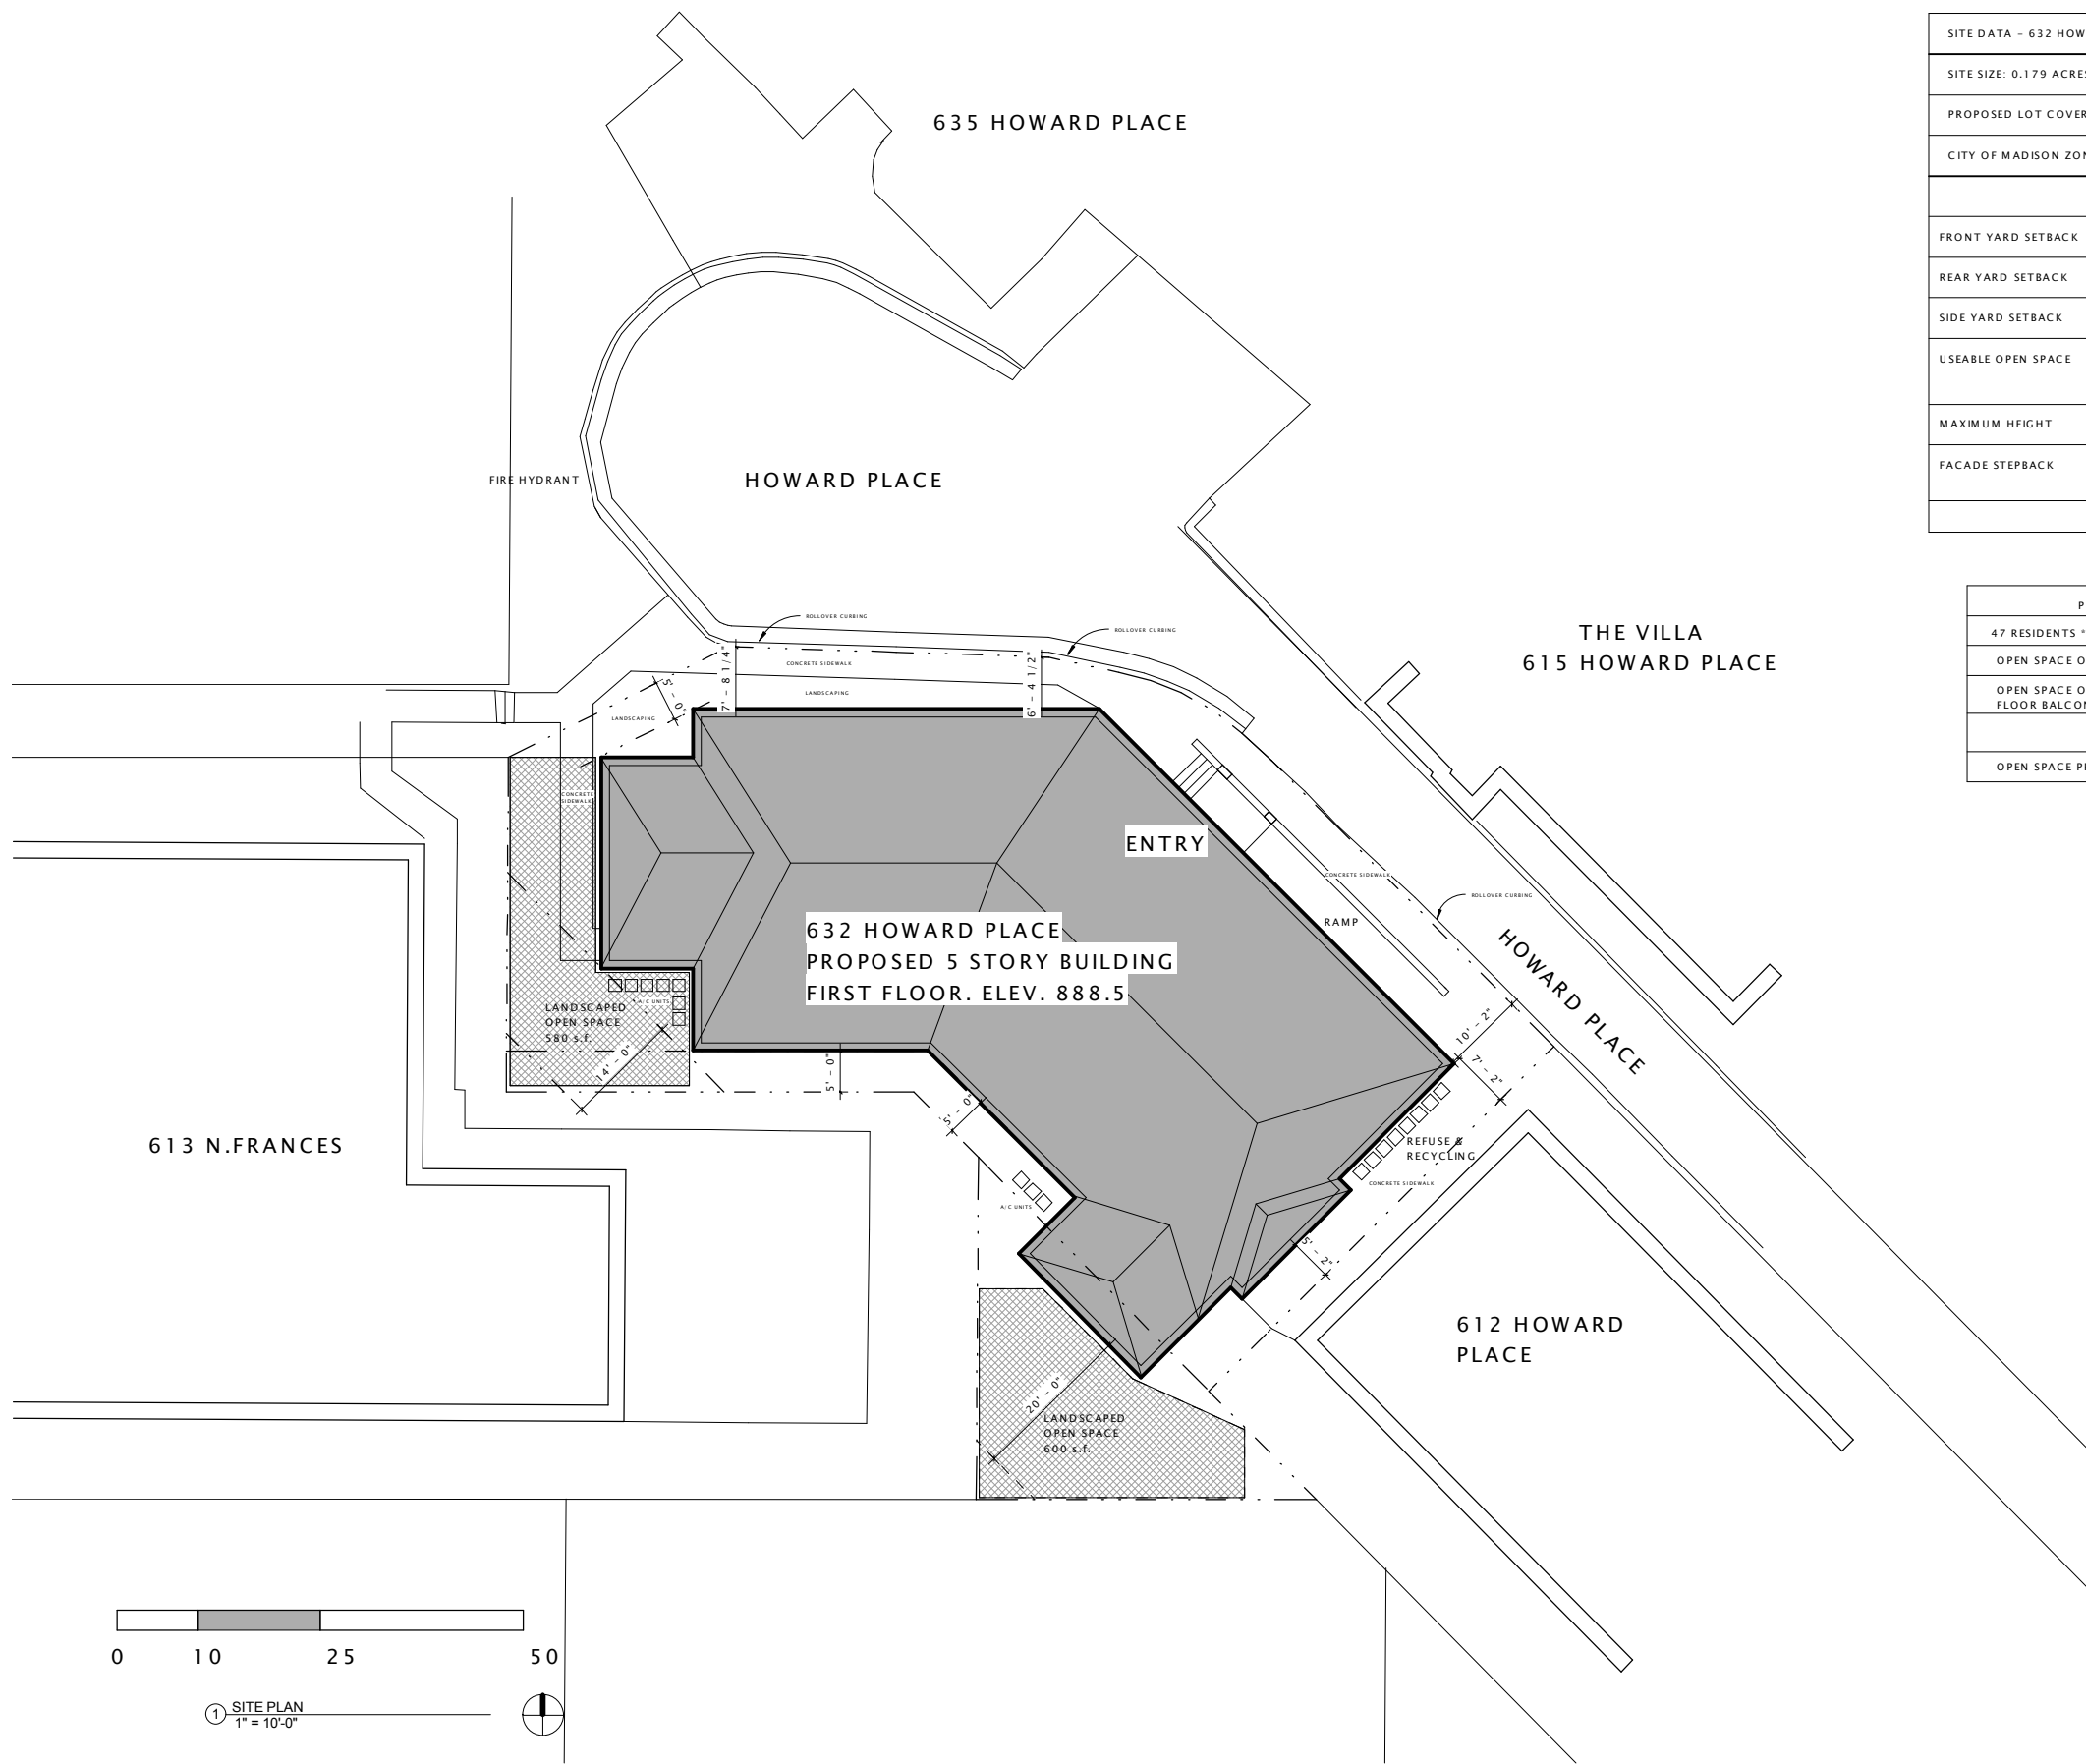 635 HOWARD PLACE
HOWARD PLACE
FIRE HYDRANT
THE VILLA
615 HOWARD PLACE
ROLLOVER CURBING
ROLLOVER CURBING
CONCRETE SIDEWALK
LANDSCAPING
LANDSCAPING
5' - 0"
7' - 8 1/4"
6' - 4 1/2"
CONCRETE
SIDEWALK
ENTRY
CONCRETE SIDEWALK
ROLLOVER CURBING
RAMP
632 HOWARD PLACE
PROPOSED 5 STORY BUILDING
FIRST FLOOR. ELEV. 888.5
HOWARD PLACE
A/C UNITS
LANDSCAPED
OPEN SPACE
580 s.f.
14' - 0"
5' - 0"
5' - 0"
10' - 2"
7' - 2"
REFUSE &
RECYCLING
CONCRETE SIDEWALK
A/C UNITS
5' - 2"
613 N.FRANCES
612 HOWARD
PLACE
20' - 0"
LANDSCAPED
OPEN SPACE
600 s.f.
0 10 25 50
1 SITE PLAN
1" = 10'-0"
SITE DATA - 632 HOW
SITE SIZE: 0.179 ACRES
PROPOSED LOT COVER
CITY OF MADISON ZON
FRONT YARD SETBACK
REAR YARD SETBACK
SIDE YARD SETBACK
USEABLE OPEN SPACE
MAXIMUM HEIGHT
FACADE STEPBACK
P
47 RESIDENTS *
OPEN SPACE O
OPEN SPACE O
FLOOR BALCON
OPEN SPACE P